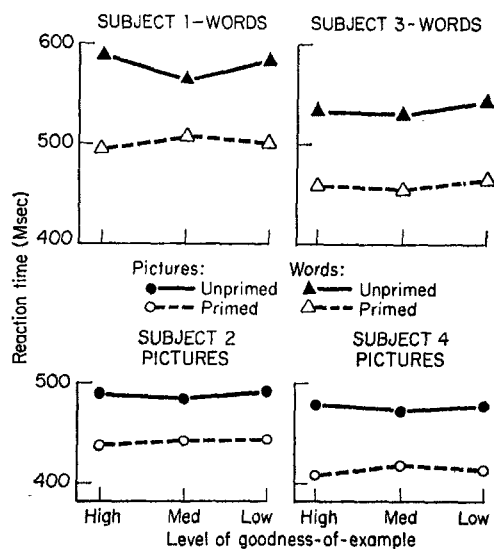 SUBJECT 1-WORDS
SUBJECT 3-WORDS
600
500
400
Reaction time (Msec)
Pictures:
Unprimed
Primed
Words:
Unprimed
Primed
SUBJECT 2
PICTURES
SUBJECT 4
PICTURES
500
400
High Med Low
High Med Low
Level of goodness-of-example